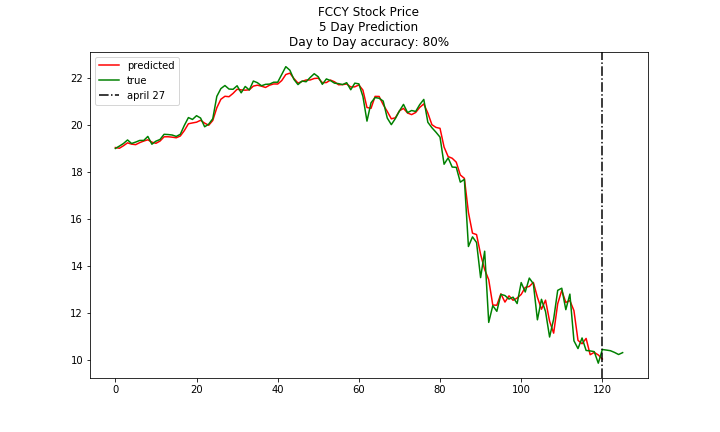 FCCY Stock Price
5 Day Prediction
Day to Day accuracy: 80%
predicted
true
april 27
22
20
18
16
14
12
10
0
20
40
60
80
100
120